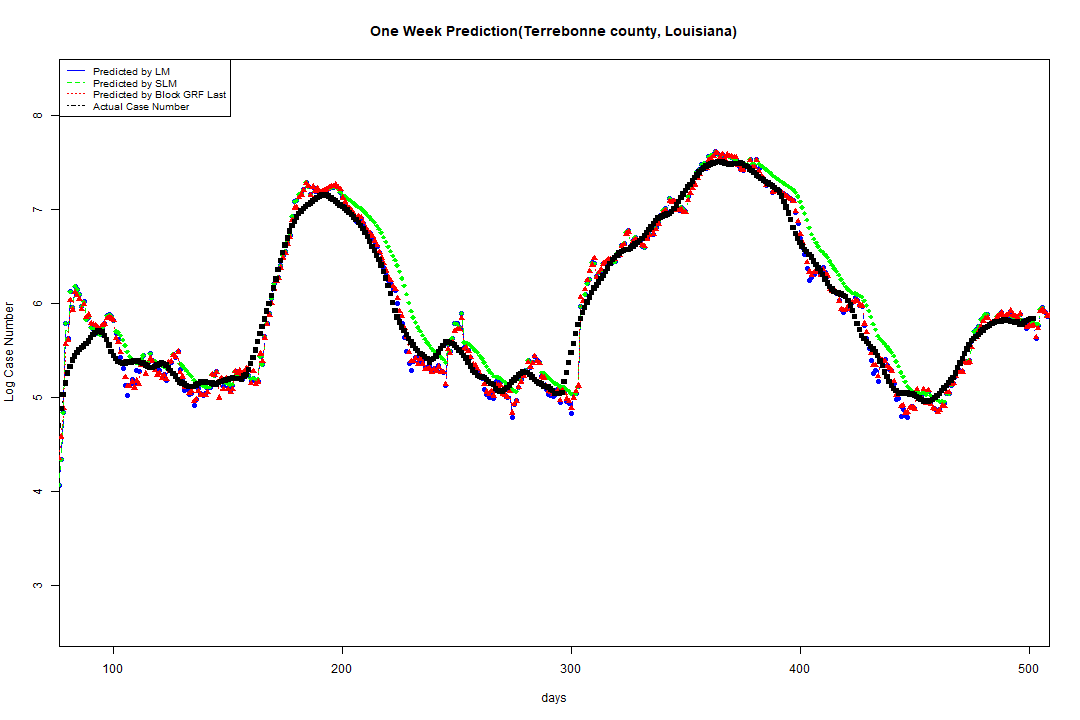 One Week Prediction(Terrebonne county, Louisiana)
Predicted by LM
Predicted by SLM
Predicted by Block GRF Last
Actual Case Number
Log Case Number
8
7
6
5
4
3
100 200 300 400 500
days